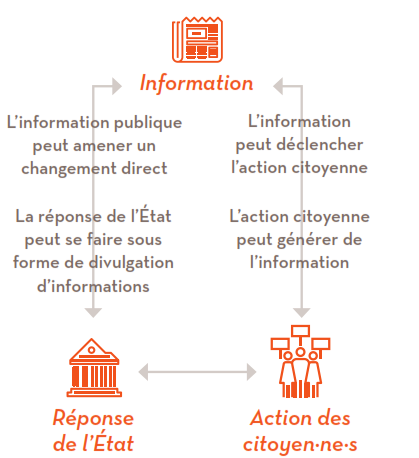 Information
L'information publique
peut amener un
changement direct
La réponse de l'État
peut se faire sous
forme de divulgation
d'informations
L'information
peut déclencher
l'action citoyenne
L'action citoyenne
peut générer de
l'information
Réponse
de l'État
Action des
citoyen·ne·s